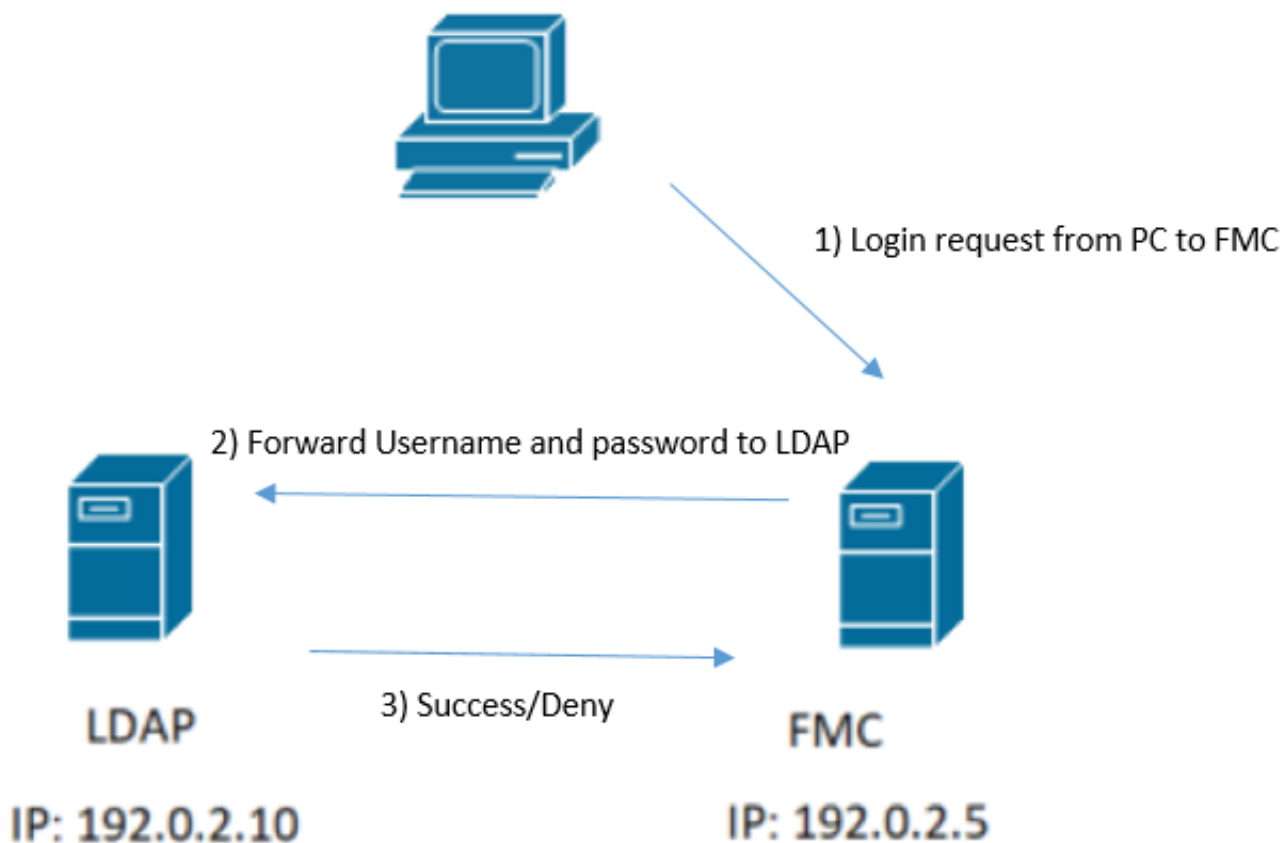 1) Login request from PC to FMC
2) Forward Username and password to LDAP
3) Success/Deny
LDAP
FMC
IP: 192.0.2.10
IP: 192.0.2.5